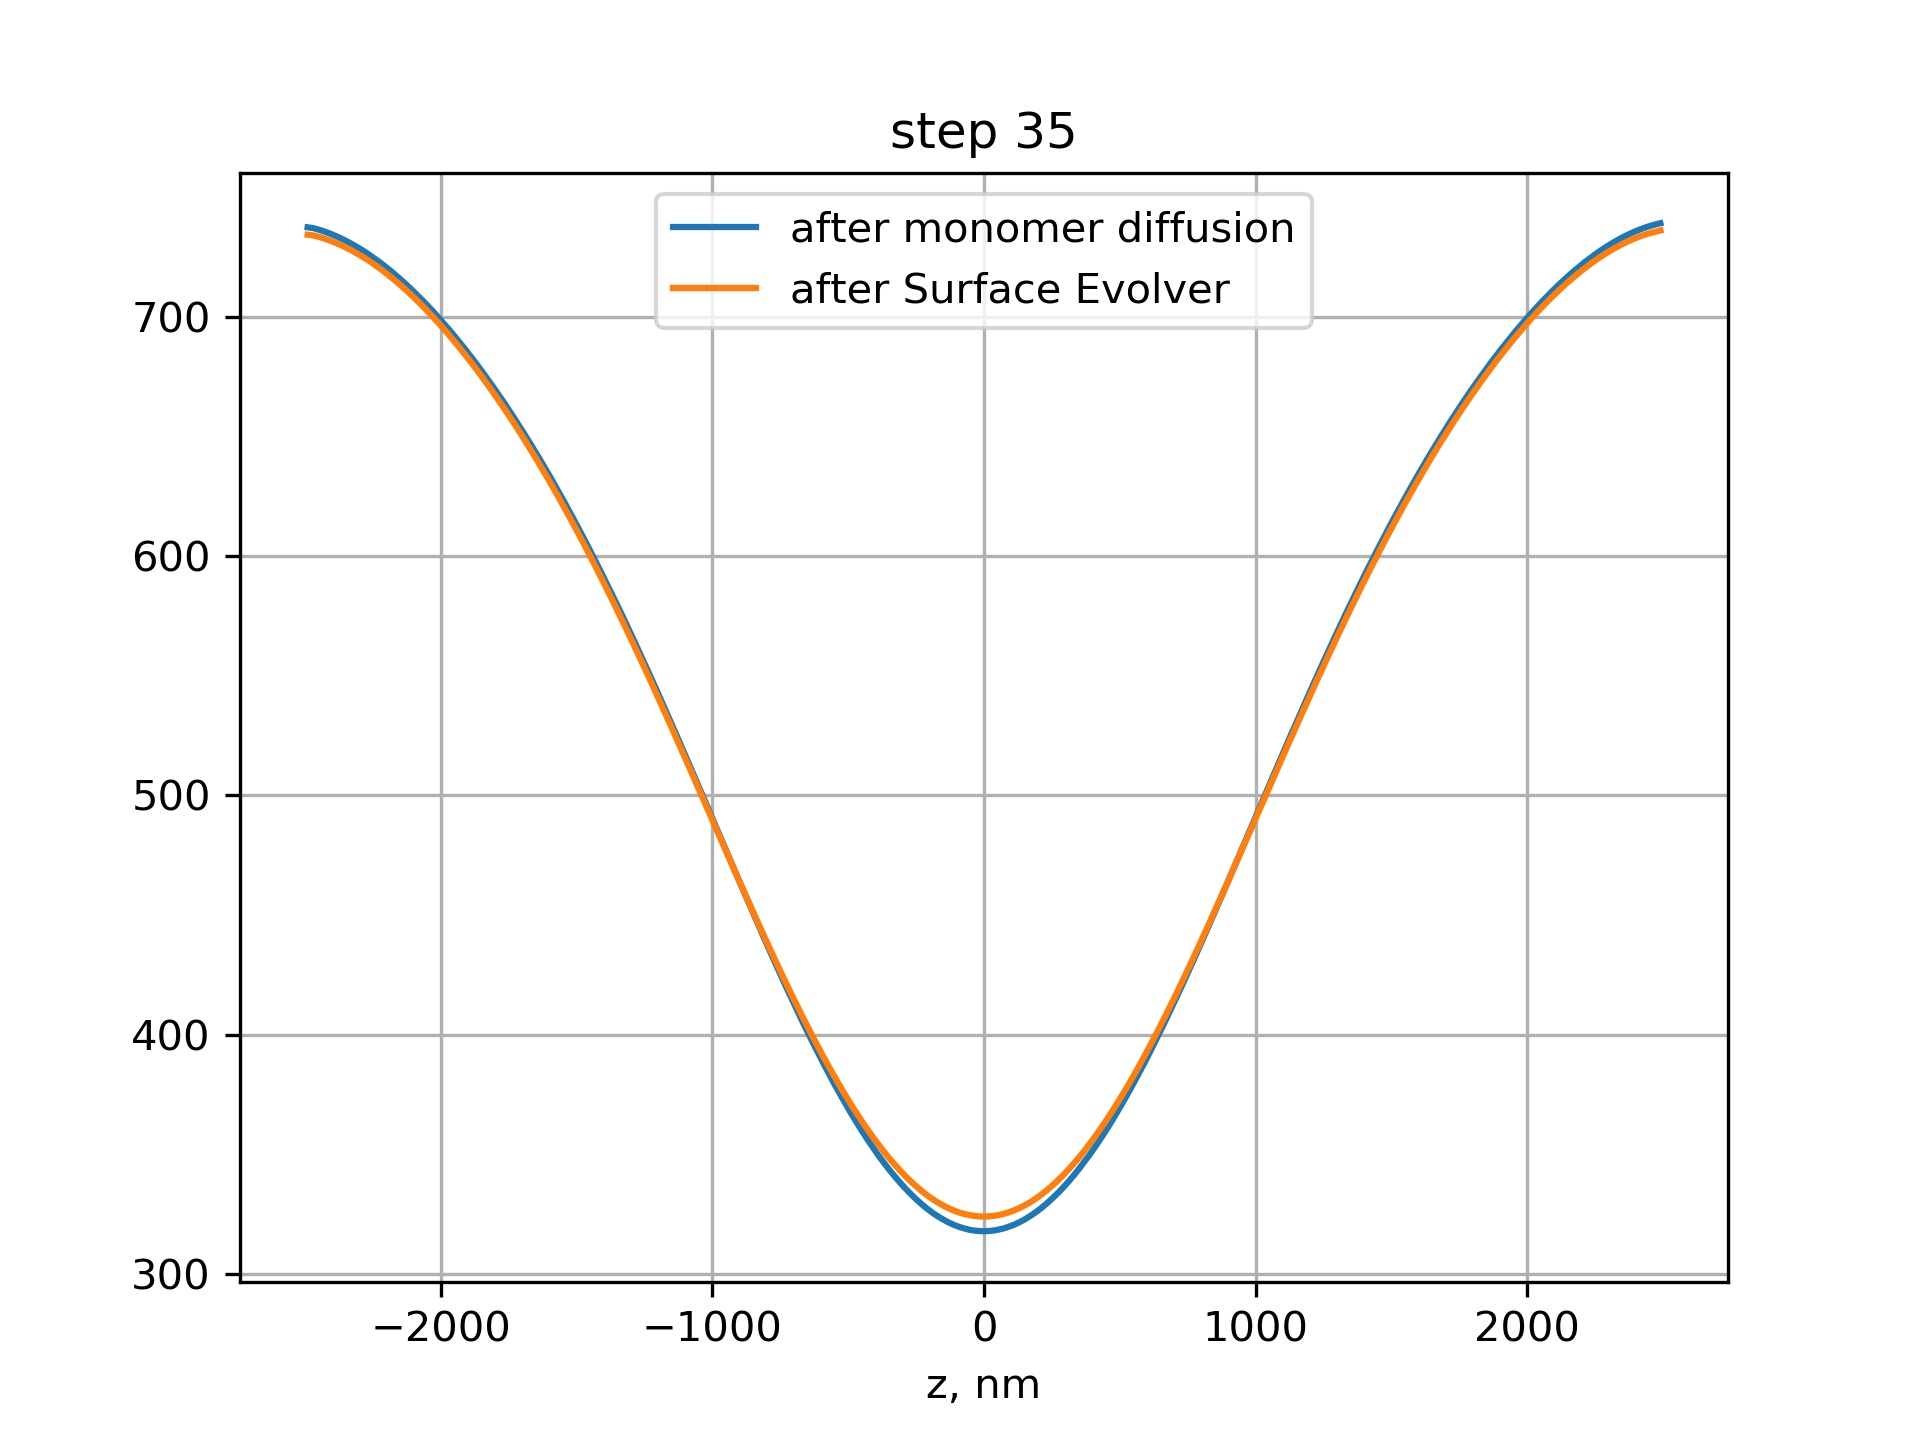 step 35
after monomer diffusion
after Surface Evolver
700
600
500
400
300
−2000 −1000 0 1000 2000
z, nm